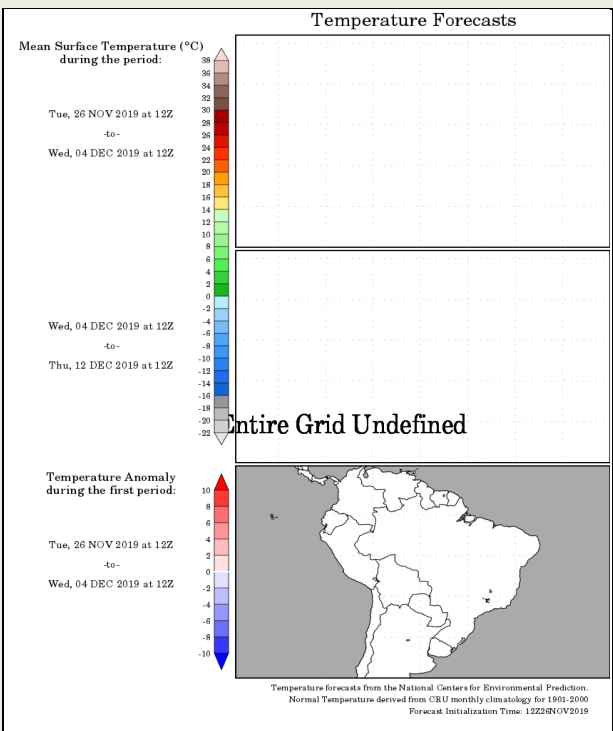 Temperature Forecasts
Mean Surface Temperature (°C)
during the period:
Tue, 26 NOV 2019 at 12Z
-to-
Wed, 04 DEC 2019 at 12Z
38
36
34
32
30
28
26
24
22
20
18
16
14
12
10
8
6
4
2
0
-2
-4
-6
-8
-10
-12
-14
-16
-18
-20
-22
Wed, 04 DEC 2019 at 12Z
-to-
Thu, 12 DEC 2019 at 12Z
Entire Grid Undefined
Temperature Anomaly
during the first period:
Tue, 26 NOV 2019 at 12Z
-to-
Wed, 04 DEC 2019 at 12Z
10
8
6
4
2
0
-2
-4
-6
-8
-10
Temperature forecasts from the National Centers for Environmental Prediction.
Normal Temperature derived from CRU monthly climatology for 1901-2000
Forecast Initialization Time: 12Z26NOV2019